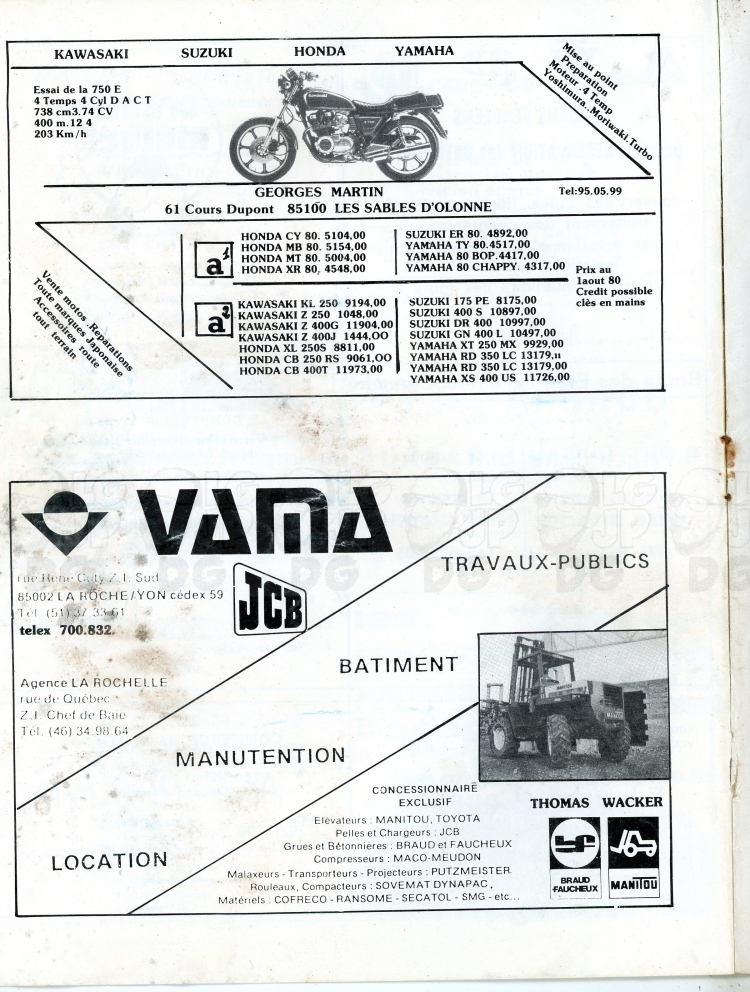 KAWASAKI SUZUKI HONDA YAMAHA
Mise au point
Preparation
Moteur .4 Temp
Yoshimura..Moriwaki.Turbo
Essai de la 750 E
4 Temps 4 Cyl D A C T
738 cm3.74 CV
400 m.12 4
203 Km/h
GEORGES MARTIN
Tel:95.05.99
61 Cours Dupont 85100 LES SABLES D'OLONNE
a1
HONDA CY 80. 5104,00
HONDA MB 80. 5154,00
HONDA MT 80. 5004,00
HONDA XR 80, 4548,00
SUZUKI ER 80. 4892,00
YAMAHA TY 80.4517,00
YAMAHA 80 BOP.4417,00
YAMAHA 80 CHAPPY. 4317,00
Prix au
1aout 80
Credit possible
clès en mains
Vente motos .Reparations
Toute marques Japonaise
Accessoires route
tout terrain
a2
KAWASAKI KL 250 9194,00
KAWASAKI Z 250 1048,00
KAWASAKI Z 400G 11904,00
KAWASAKI Z 400J 1444,OO
HONDA XL 250S 8811,00
HONDA CB 250 RS 9061,OO
HONDA CB 400T 11973,00
SUZUKI 175 PE 8175,00
SUZUKI 400 S 10897,00
SUZUKI DR 400 10997,00
SUZUKI GN 400 L 10497,00
YAMAHA XT 250 MX 9929,00
YAMAHA RD 350 LC 13179,ıı
YAMAHA RD 350 LC 13179,00
YAMAHA XS 400 US 11726,00
VAMA
rue René Coty Z.I. Sud
85002 LA ROCHE/YON cédex 59
Tél. (51) 37 33 61
telex 700.832.
JCB
TRAVAUX-PUBLICS
BATIMENT
Agence LA ROCHELLE
rue de Québec
Z.I. Chef de Baie
Tél. (46) 34.98.64
MANUTENTION
MANITOU
LOCATION
CONCESSIONNAIRE
EXCLUSIF
Elévateurs : MANITOU, TOYOTA
Pelles et Chargeurs : JCB
Grues et Bétonnières : BRAUD et FAUCHEUX
Compresseurs : MACO-MEUDON
Malaxeurs - Transporteurs - Projecteurs : PUTZMEISTER
Rouleaux, Compacteurs : SOVEMAT DYNAPAC,
Matériels : COFRECO - RANSOME - SECATOL - SMG - etc...
THOMAS WACKER
BRAUD
-FAUCHEUX
MANITOU
LG
JP
DG